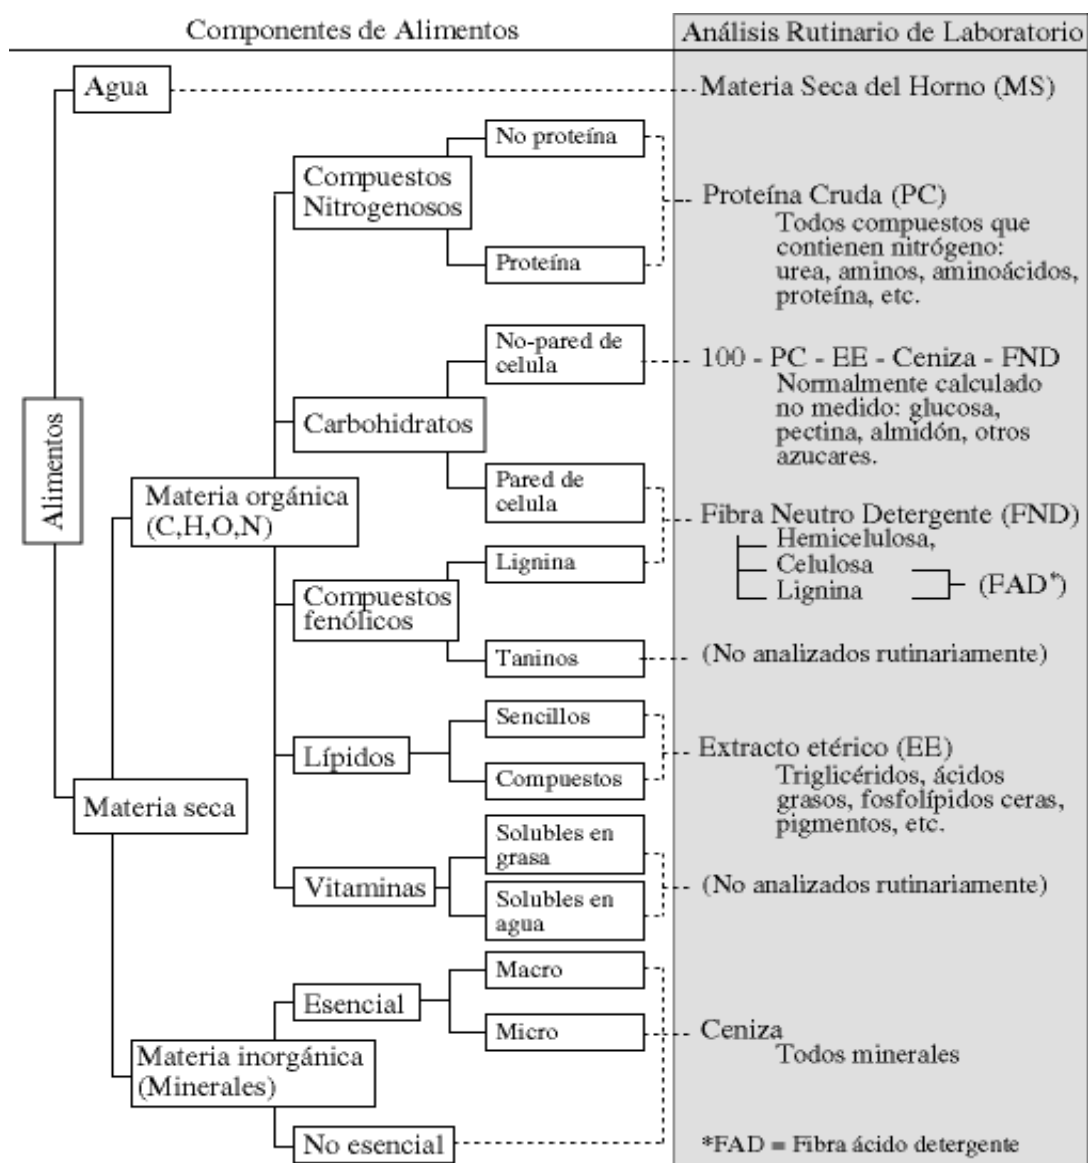 Componentes de Alimentos
Análisis Rutinario de Laboratorio
Agua
Materia Seca del Horno (MS)
No proteína
Compuestos
Nitrogenosos
Proteína
Proteína Cruda (PC)
Todos compuestos que
contienen nitrógeno:
urea, aminos, aminoácidos,
proteína, etc.
No-pared de
celula
100 - PC - EE - Ceniza - FND
Normalmente calculado
no medido: glucosa,
pectina, almidón, otros
azucares.
Carbohidratos
Pared de
celula
Alimentos
Materia orgánica
(C,H,O,N)
Fibra Neutro Detergente (FND)
Hemicelulosa,
Celulosa
Lignina
(FAD*)
Lignina
Compuestos
fenólicos
Taninos
(No analizados rutinariamente)
Sencillos
Lípidos
Compuestos
Extracto etérico (EE)
Triglicéridos, ácidos
grasos, fosfolípidos ceras,
pigmentos, etc.
Materia seca
Solubles en
grasa
Vitaminas
Solubles en
agua
(No analizados rutinariamente)
Macro
Esencial
Micro
Ceniza
Todos minerales
Materia inorgánica
(Minerales)
No esencial
*FAD = Fibra ácido detergente